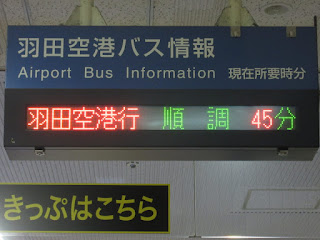 羽田空港バス情報
Airport Bus Information 現在所要時分
羽田空港行 順調 45分
きっぷはこちら